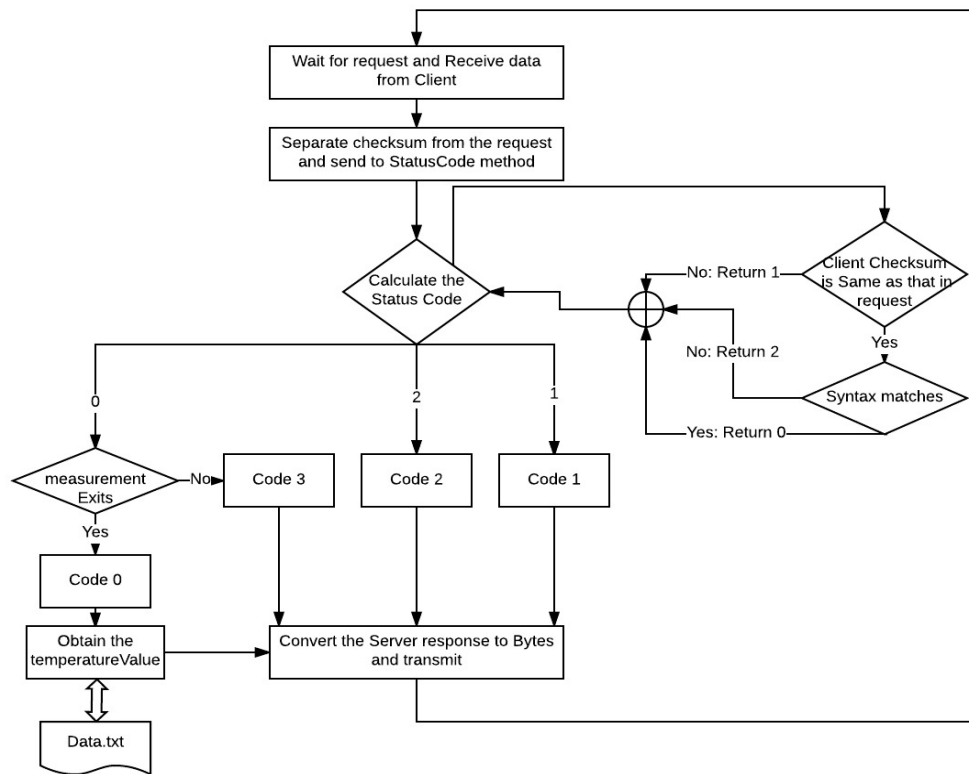 Wait for request and Receive data
from Client
Separate checksum from the request
and send to StatusCode method
Calculate the
Status Code
Client Checksum
is Same as that in
request
No: Return 1
Yes
No: Return 2
Syntax matches
Yes: Return 0
0
2
1
measurement
Exits
No
Code 3
Code 2
Code 1
Yes
Code 0
Obtain the
temperatureValue
Convert the Server response to Bytes
and transmit
Data.txt